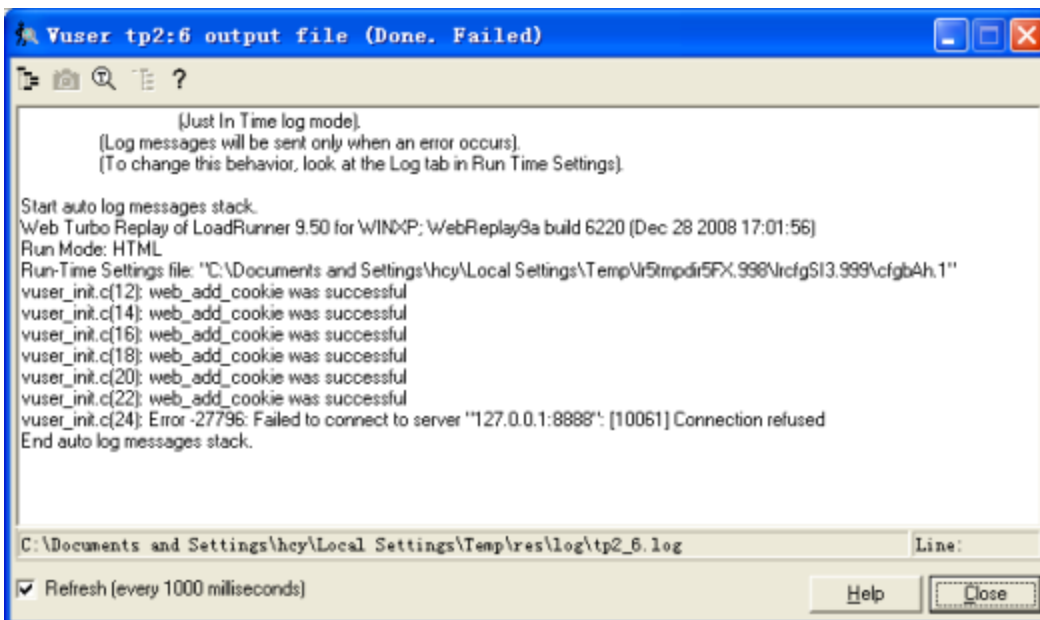 Vuser tp2:6 output file (Done. Failed)
?
(Just In Time log mode).
(Log messages will be sent only when an error occurs).
(To change this behavior, look at the Log tab in Run Time Settings).
Start auto log messages stack.
Web Turbo Replay of LoadRunner 9.50 for WINXP; WebReplay9a build 6220 (Dec 28 2008 17:01:56)
Run Mode: HTML
Run-Time Settings file: "C:\Documents and Settings\hcy\Local Settings\Temp\lr5tmpdir5FX.998\lrcfgSI3.999\cfgbAh.1"
vuser_init.c(12): web_add_cookie was successful
vuser_init.c(14): web_add_cookie was successful
vuser_init.c(16): web_add_cookie was successful
vuser_init.c(18): web_add_cookie was successful
vuser_init.c(20): web_add_cookie was successful
vuser_init.c(22): web_add_cookie was successful
vuser_init.c(24): Error -27796: Failed to connect to server "127.0.0.1:8888": [10061] Connection refused
End auto log messages stack.
C:\Documents and Settings\hcy\Local Settings\Temp\res\log\tp2_6.log Line:
Refresh (every 1000 milliseconds) Help Close